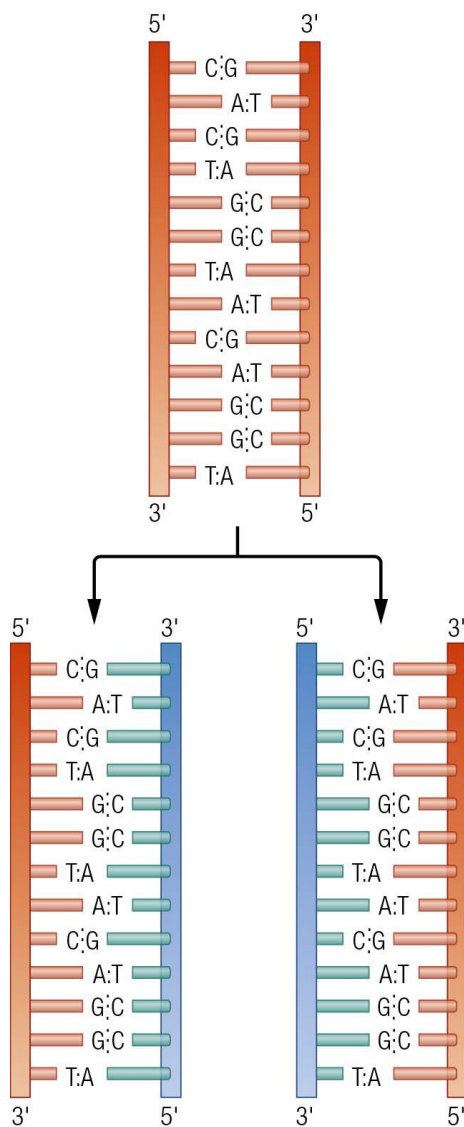 5' 3'
C:G
A:T
C:G
T:A
G:C
G:C
T:A
A:T
C:G
A:T
G:C
G:C
T:A
3' 5'
5' 3' 5' 3'
C:G C:G
A:T A:T
C:G C:G
T:A T:A
G:C G:C
G:C G:C
T:A T:A
A:T A:T
C:G C:G
A:T A:T
G:C G:C
G:C G:C
T:A T:A
3' 5' 3' 5'